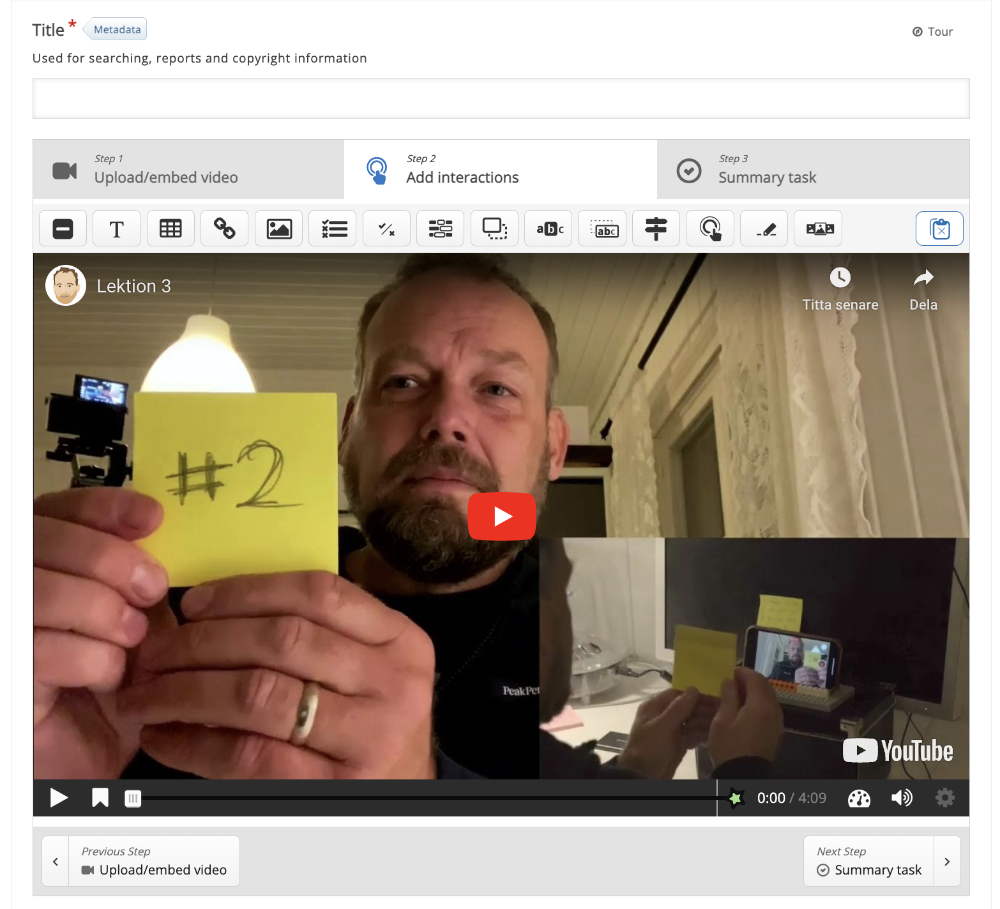 Title *
Metadata
Tour
Used for searching, reports and copyright information
Step 1
Upload/embed video
Step 2
Add interactions
Step 3
Summary task
T
abc
abc
Lektion 3
Titta senare
Dela
#2
YouTube
0:00 / 4:09
Previous Step
Upload/embed video
Next Step
Summary task